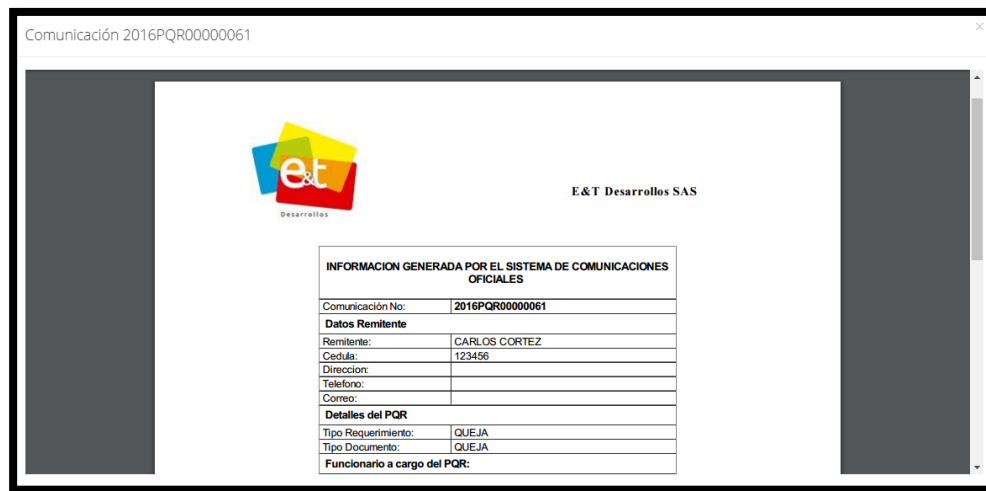 Comunicación 2016PQR00000061
×
e&t
Desarrollos
E&T Desarrollos SAS
INFORMACION GENERADA POR EL SISTEMA DE COMUNICACIONES
OFICIALES
Comunicación No: 2016PQR00000061
Datos Remitente
Remitente: CARLOS CORTEZ
Cedula: 123456
Direccion:
Telefono:
Correo:
Detalles del PQR
Tipo Requerimiento: QUEJA
Tipo Documento: QUEJA
Funcionario a cargo del PQR: